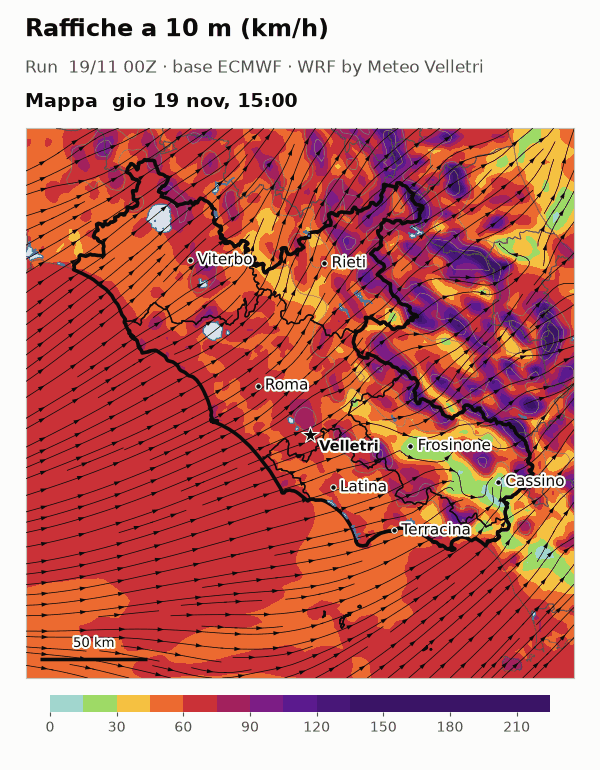 Raffiche a 10 m (km/h)
Run  19/11 00Z · base ECMWF · WRF by Meteo Velletri
Mappa  gio 19 nov, 15:00
Viterbo
Rieti
Roma
Velletri
Frosinone
Latina
Cassino
Terracina
50 km
0 30 60 90 120 150 180 210